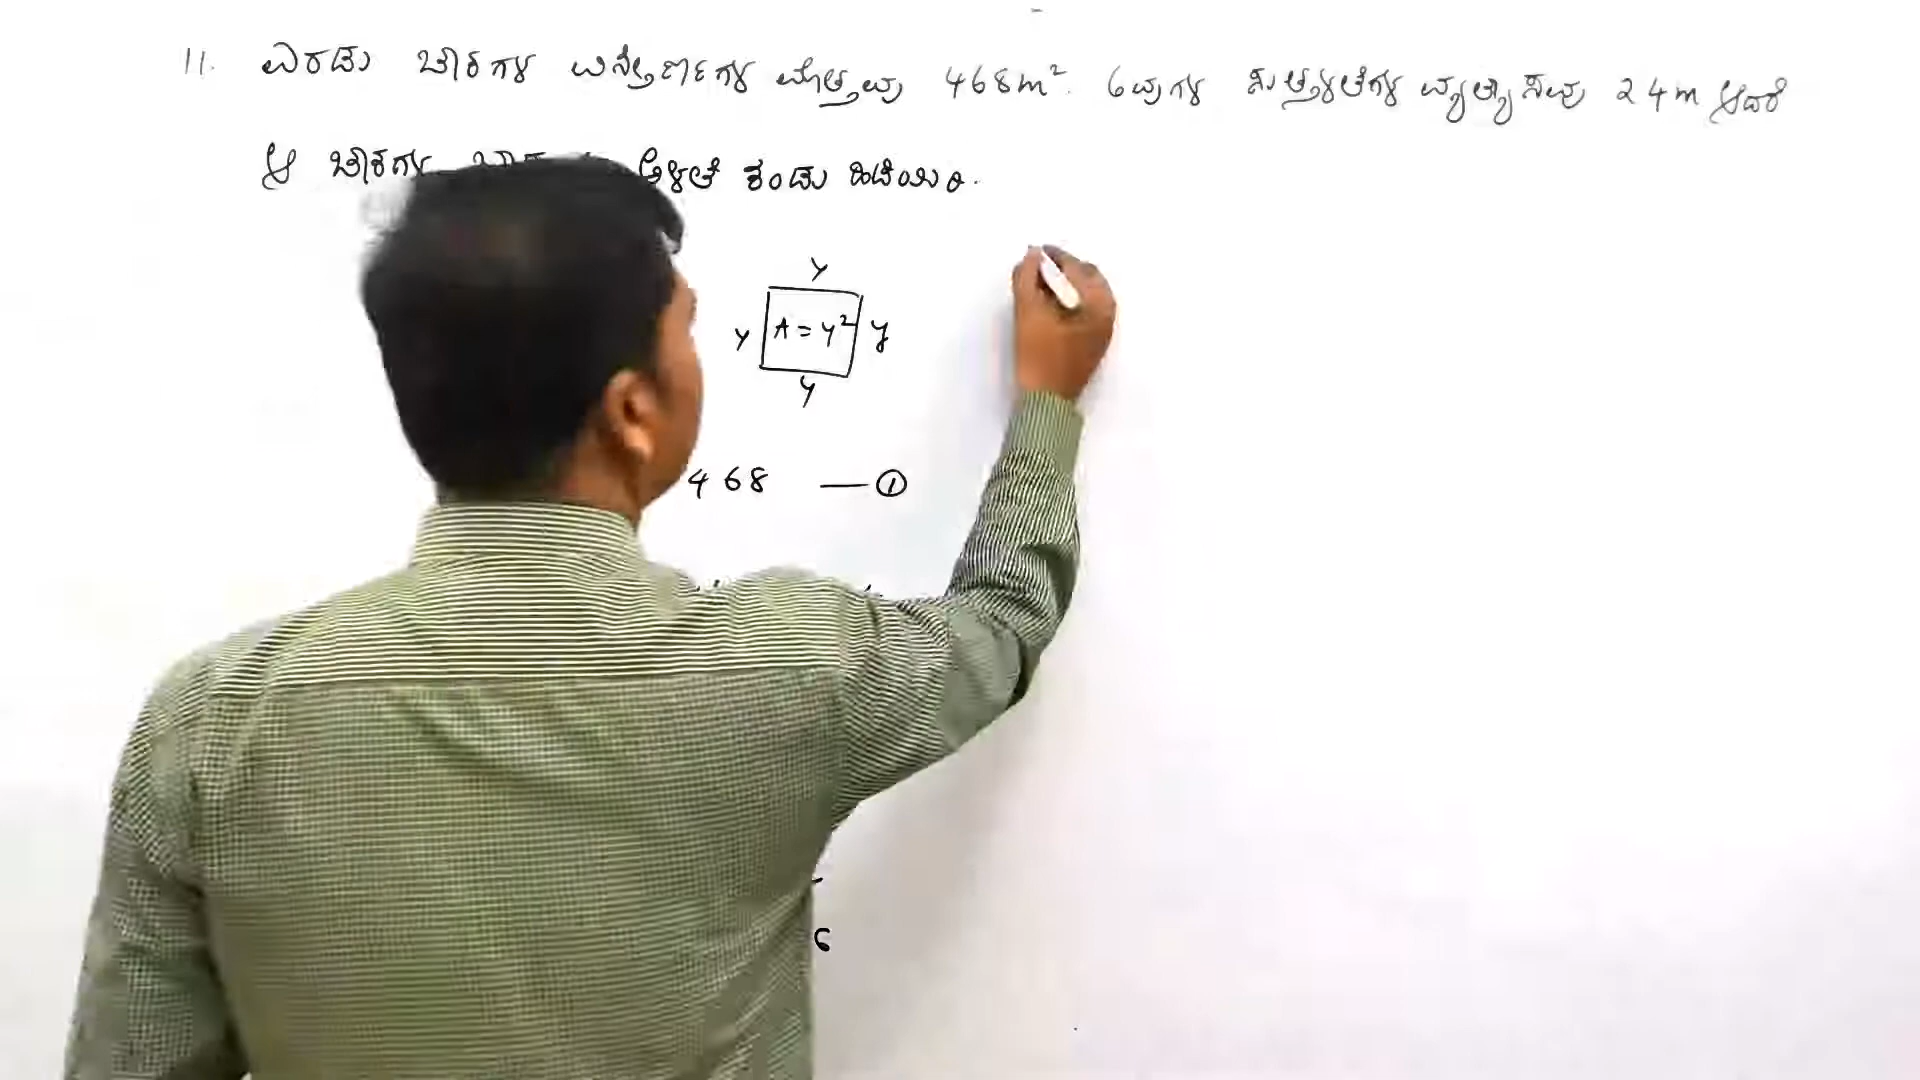 11. ಎರಡು ಚೌಕಗಳ ವಿಸ್ತೀರ್ಣಗಳ ಮೊತ್ತವು 468m². ಅವುಗಳ ಸುತ್ತಳತೆಗಳ ವ್ಯತ್ಯಾಸವು 24m ಆದರೆ
ಆ ಚೌಕಗಳ ಅಳತೆ ಕಂಡು ಹಿಡಿಯಿರಿ.
y
y A = y² y
y
468 — ①
6